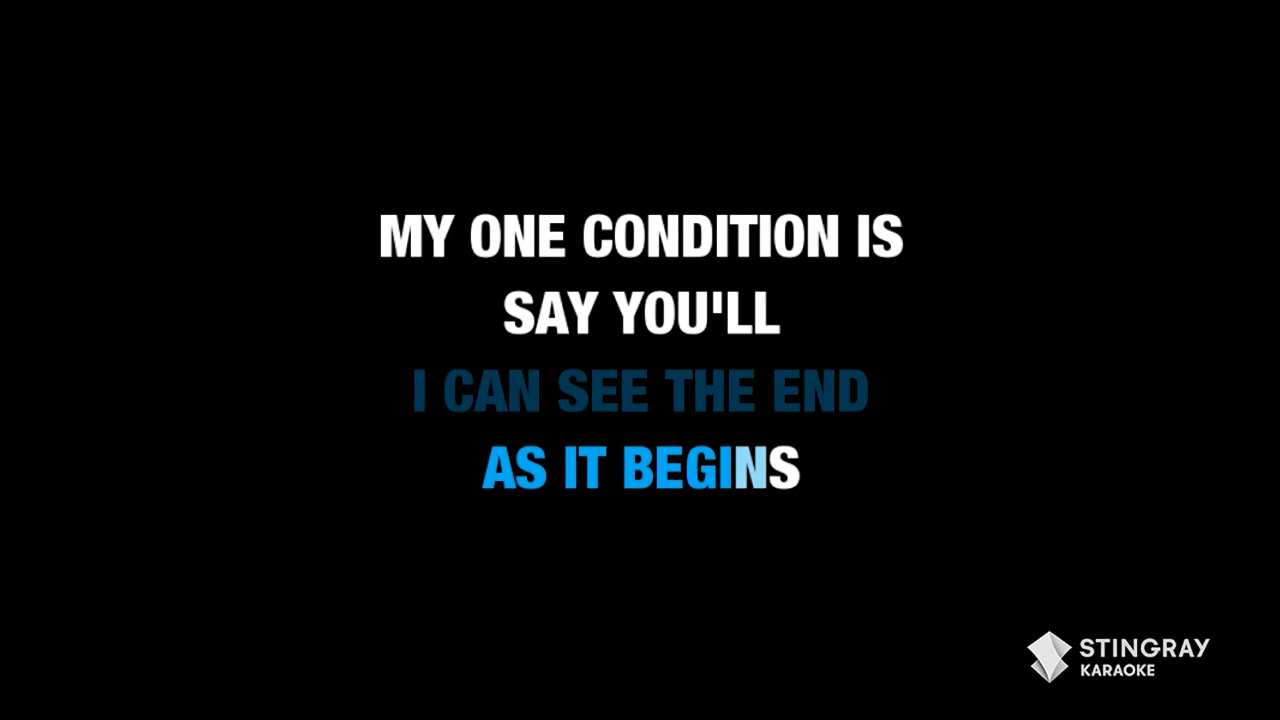 MY ONE CONDITION IS
SAY YOU'LL
I CAN SEE THE END
AS IT BEGINS
STINGRAY
KARAOKE